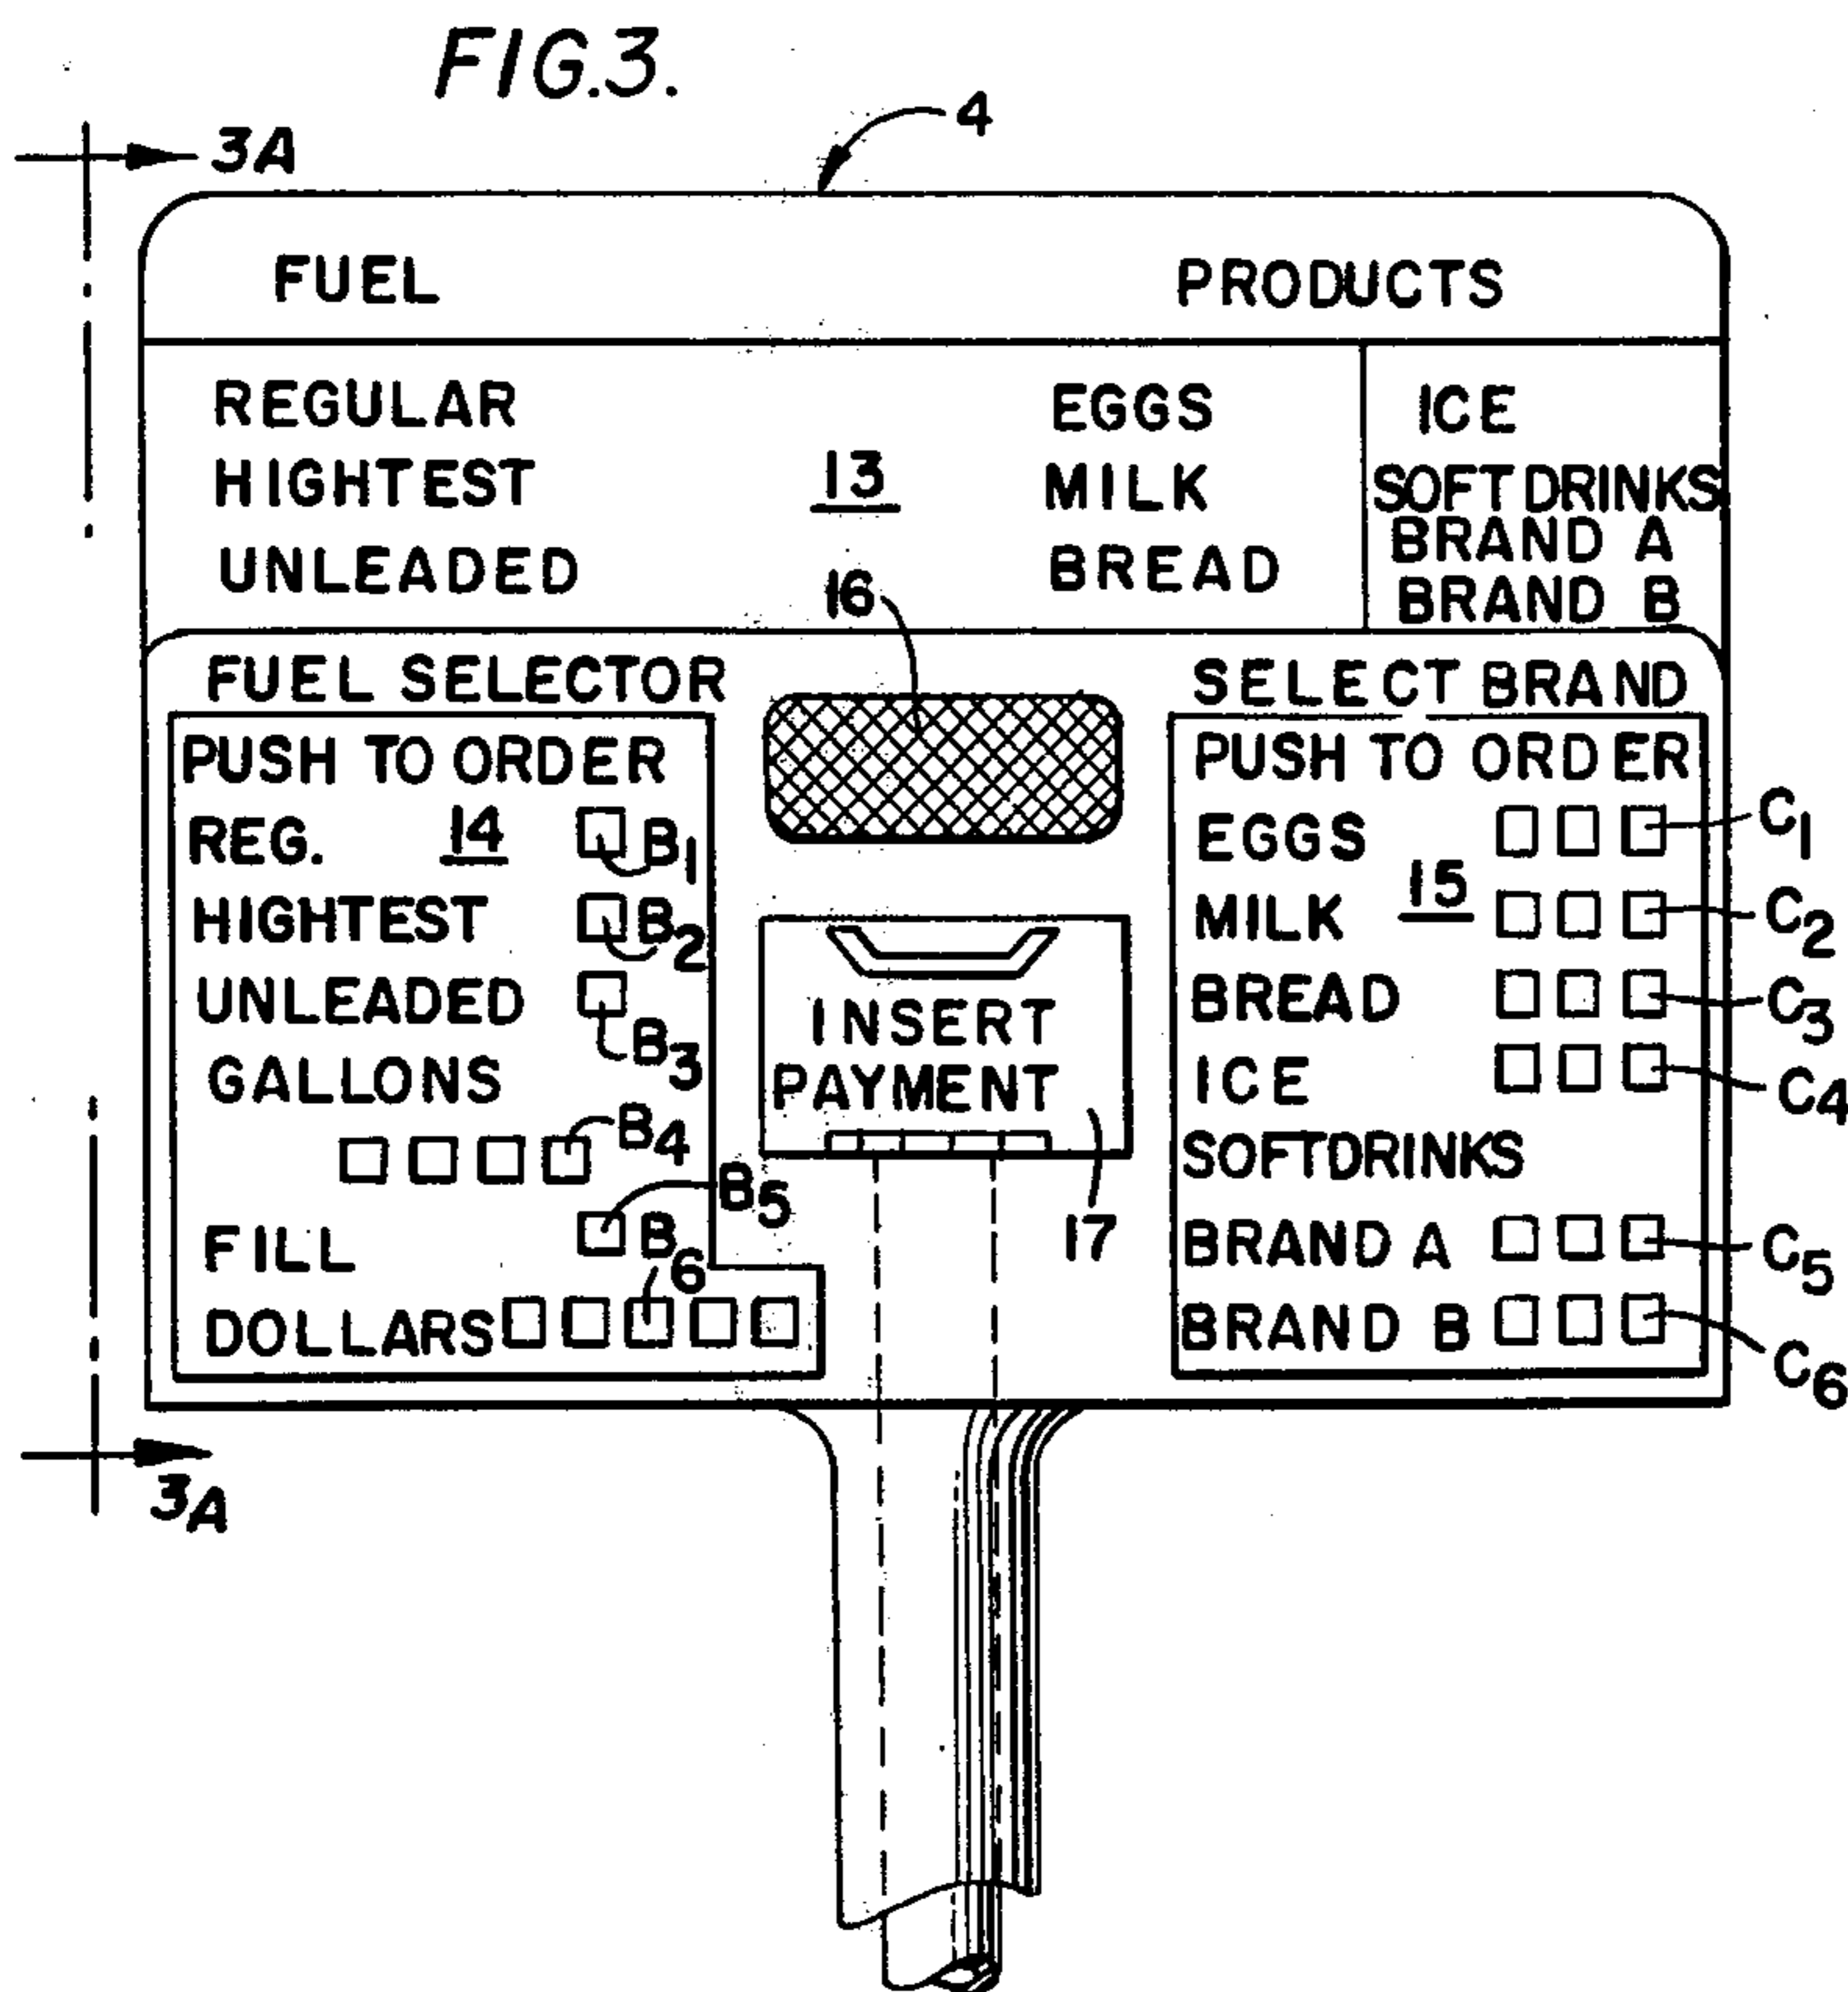 FIG.3.
3A
4
FUEL PRODUCTS
REGULAR
HIGHTEST
UNLEADED
13
EGGS
MILK
BREAD
ICE
SOFT DRINKS
BRAND A
BRAND B
16
FUEL SELECTOR
PUSH TO ORDER
REG. 14 B1
HIGHTEST B2
UNLEADED B3
GALLONS
B4
B5
FILL B6
DOLLARS
INSERT
PAYMENT
17
SELECT BRAND
PUSH TO ORDER
EGGS C1
15
MILK C2
BREAD C3
ICE C4
SOFTDRINKS
BRAND A C5
BRAND B C6
3A